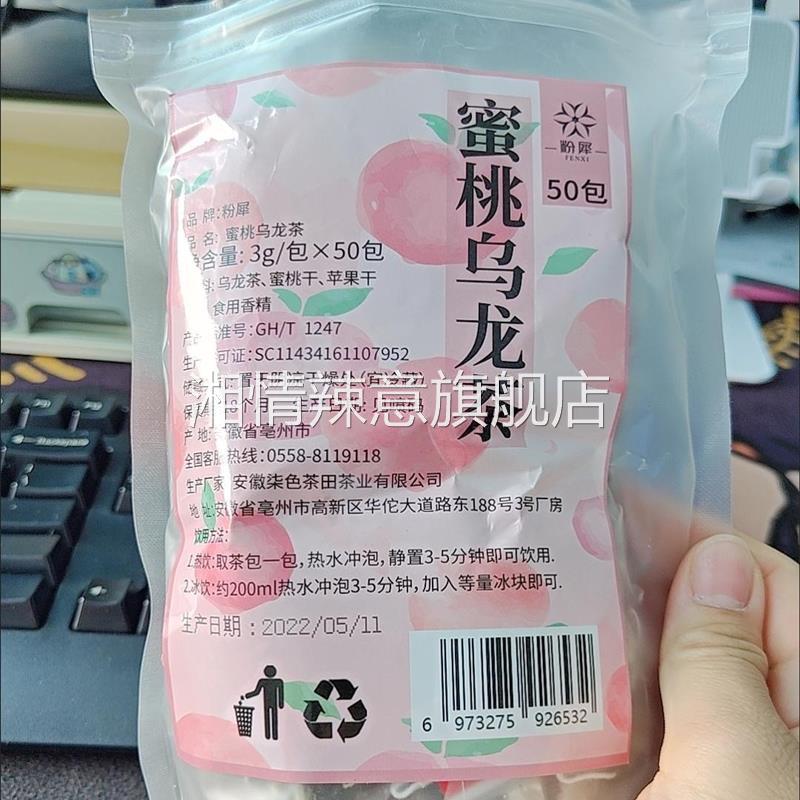 蜜桃乌龙茶
粉犀
FENXI
50包
品 牌:粉犀
品 名: 蜜桃乌龙茶
含量: 3g/包×50包
料:乌龙茶、蜜桃干、苹果干
食用香精
产 准号:GH/T 1247
生产 可证:SC11434161107952
湘情辣意旗舰店
产 地: 安徽省亳州市
全国客服热线:0558-8119118
生产厂家:安徽柒色茶田茶业有限公司
地 址:安徽省亳州市高新区华佗大道路东188号3号厂房
饮用方法:
1.热饮:取茶包一包,热水冲泡,静置3-5分钟即可饮用.
2.冰饮:约200ml热水冲泡3-5分钟,加入等量冰块即可.
生产日期:2022/05/11
6 973275 926532